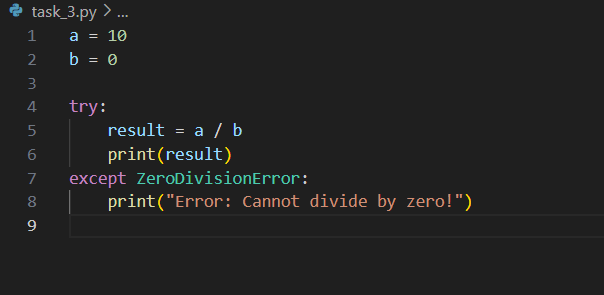 task_3.py > ...
1 a = 10
2 b = 0
3
4 try:
5     result = a / b
6     print(result)
7 except ZeroDivisionError:
8     print("Error: Cannot divide by zero!")
9